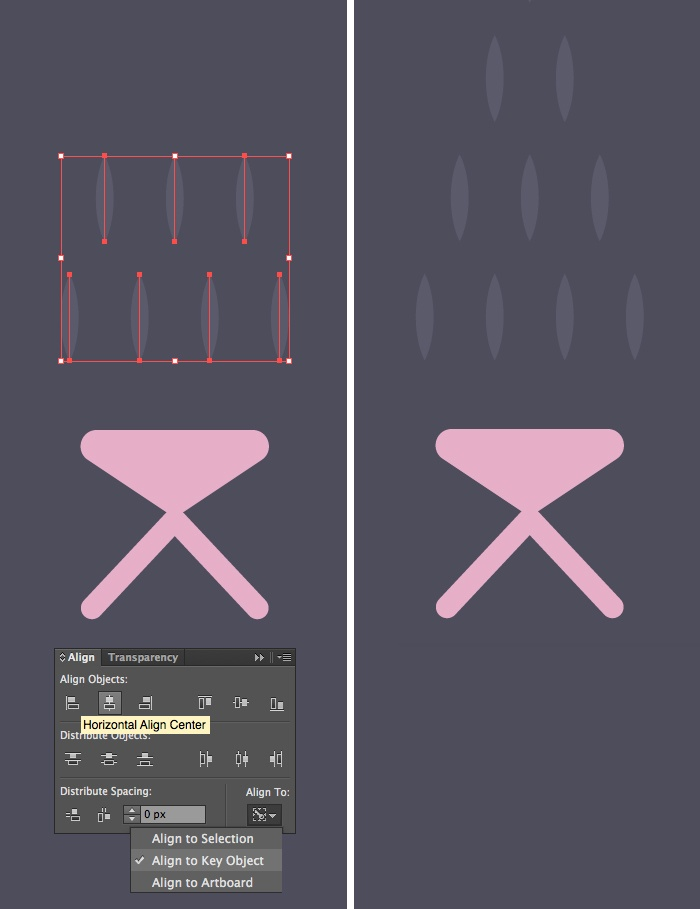 Align Transparency
Align Objects:
Horizontal Align Center
Distribute Objects:
Distribute Spacing: Align To:
0 px
Align to Selection
Align to Key Object
Align to Artboard